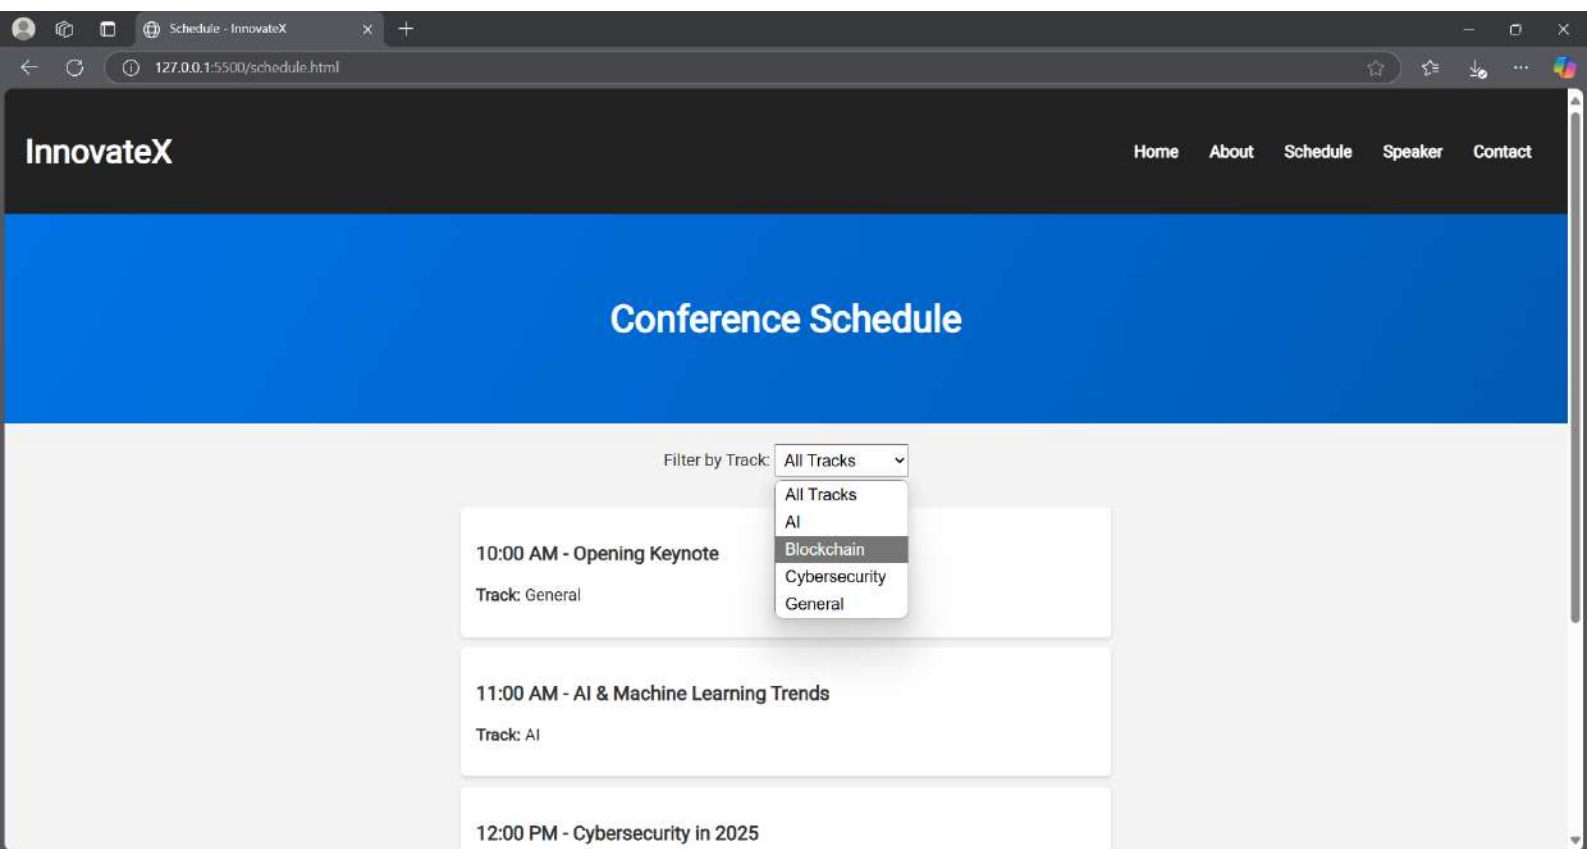 Schedule - InnovateX
127.0.0.1:5500/schedule.html
InnovateX
Home About Schedule Speaker Contact
Conference Schedule
Filter by Track: All Tracks
All Tracks
AI
Blockchain
Cybersecurity
General
10:00 AM - Opening Keynote
Track: General
11:00 AM - AI & Machine Learning Trends
Track: AI
12:00 PM - Cybersecurity in 2025